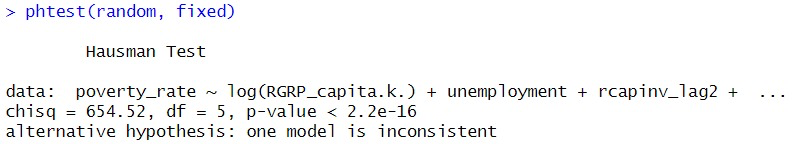 > phtest(random, fixed)
Hausman Test
data:  poverty_rate ~ log(RGRP_capita.k.) + unemployment + rcapinv_lag2 +  ...
chisq = 654.52, df = 5, p-value < 2.2e-16
alternative hypothesis: one model is inconsistent